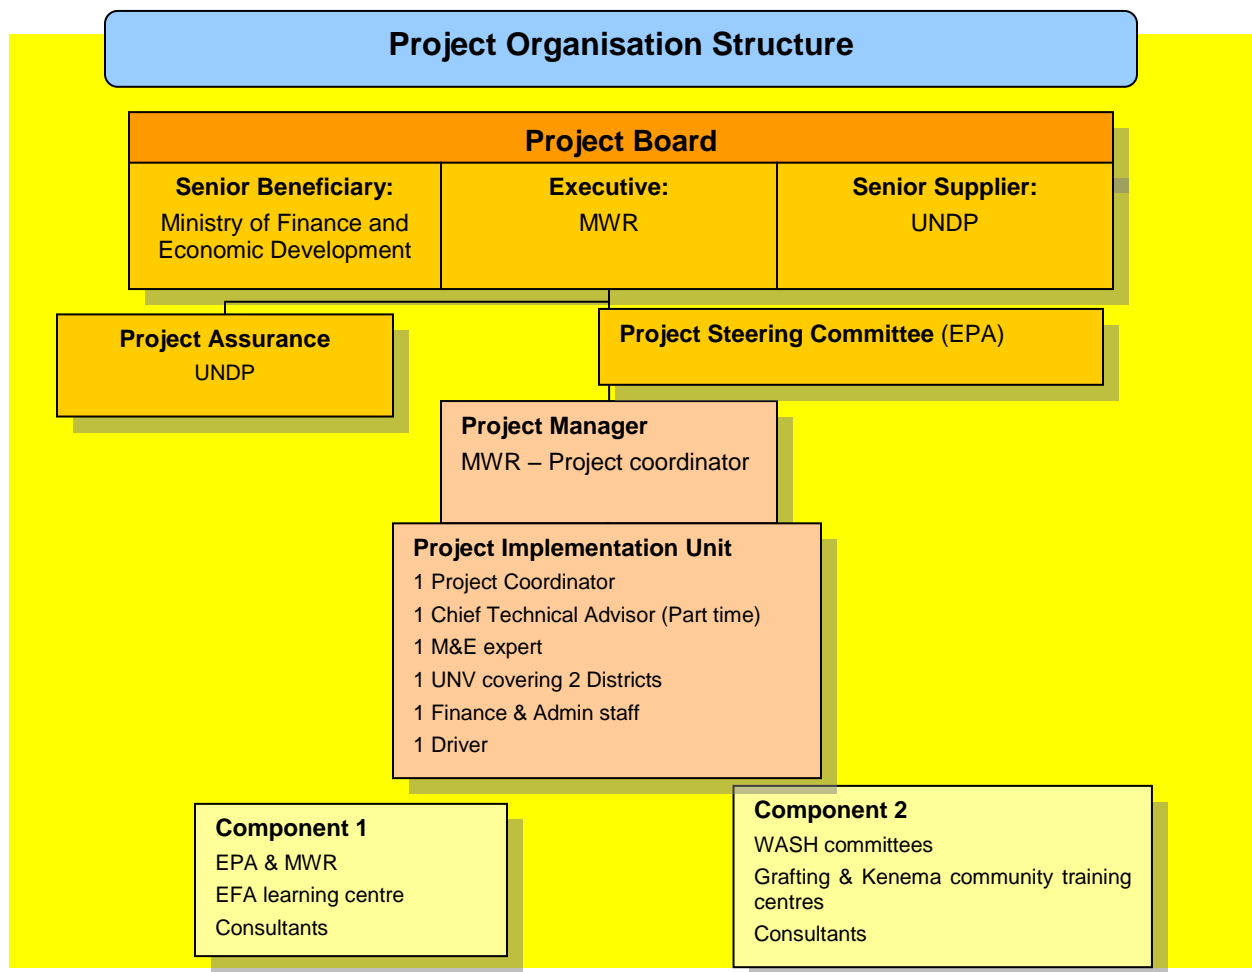 Project Organisation Structure
Project Board
Senior Beneficiary:
Ministry of Finance and
Economic Development
Executive:
MWR
Senior Supplier:
UNDP
Project Assurance
UNDP
Project Steering Committee (EPA)
Project Manager
MWR – Project coordinator
Project Implementation Unit
1 Project Coordinator
1 Chief Technical Advisor (Part time)
1 M&E expert
1 UNV covering 2 Districts
1 Finance & Admin staff
1 Driver
Component 1
EPA & MWR
EFA learning centre
Consultants
Component 2
WASH committees
Grafting & Kenema community training
centres
Consultants